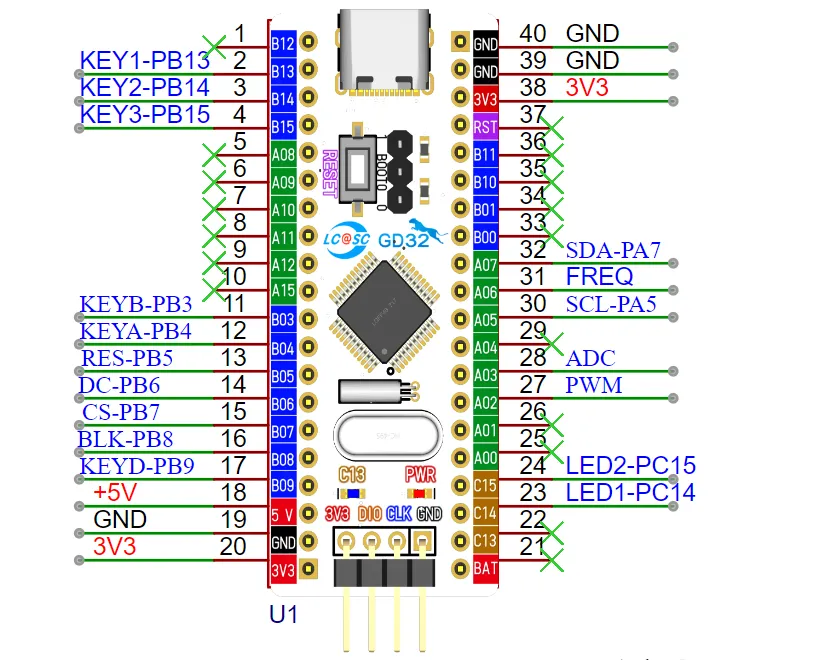 1 B12 GND 40 GND
KEY1-PB13 2 B13 GND 39 GND
KEY2-PB14 3 B14 3V3 38 3V3
KEY3-PB15 4 B15 RST 37
5 A08 B11 36
6 A09 B10 35
7 A10 B01 34
8 A11 B00 33
9 A12 A07 32 SDA-PA7
10 A15 A06 31 FREQ
KEYB-PB3 11 B03 A05 30 SCL-PA5
KEYA-PB4 12 B04 A04 29
RES-PB5 13 B05 A03 28 ADC
DC-PB6 14 B06 A02 27 PWM
CS-PB7 15 B07 A01 26
BLK-PB8 16 B08 A00 25
KEYD-PB9 17 B09 C15 24 LED2-PC15
+5V 18 5 V C14 23 LED1-PC14
GND 19 GND C13 22
3V3 20 3V3 BAT 21
RESET
1 BOOT0 0
LC@SC GD32
C13 PWR
3V3 DIO CLK GND
U1